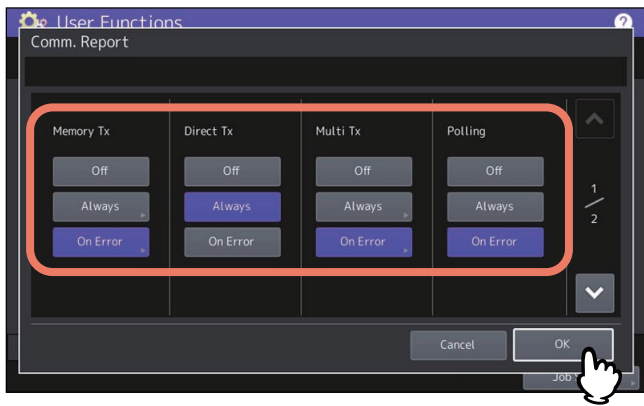 User Functions
?
Comm. Report
Memory Tx Direct Tx Multi Tx Polling
Off Off Off Off
Always Always Always Always
On Error On Error On Error On Error
1
2
Cancel OK
Job